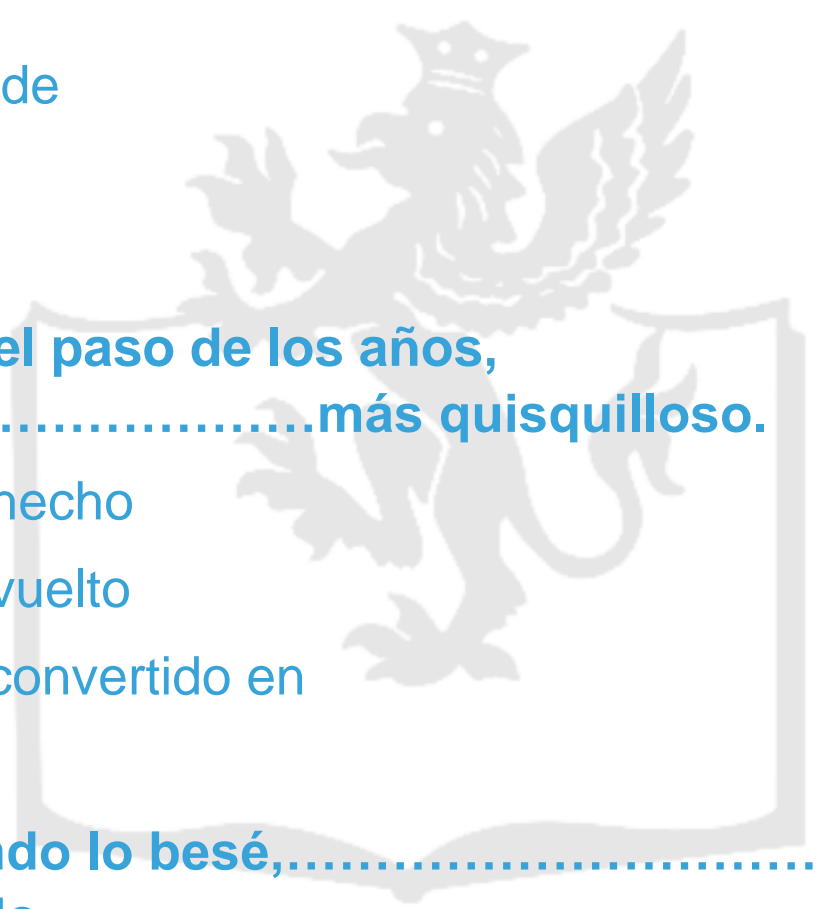 de
el paso de los años,
……………………más quisquilloso.
hecho
vuelto
convertido en
ndo lo besé,……………………………